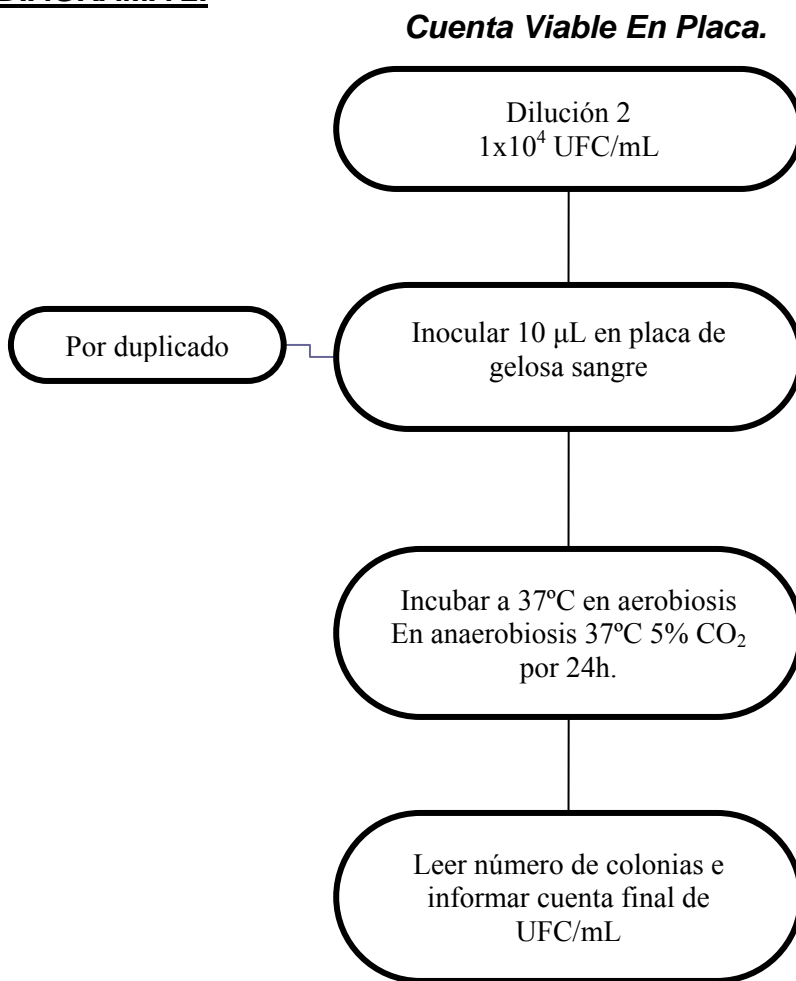 Cuenta Viable En Placa.
Dilución 2
1x10⁴ UFC/mL
Por duplicado
Inocular 10 μL en placa de
gelosa sangre
Incubar a 37ºC en aerobiosis
En anaerobiosis 37ºC 5% CO₂
por 24h.
Leer número de colonias e
informar cuenta final de
UFC/mL